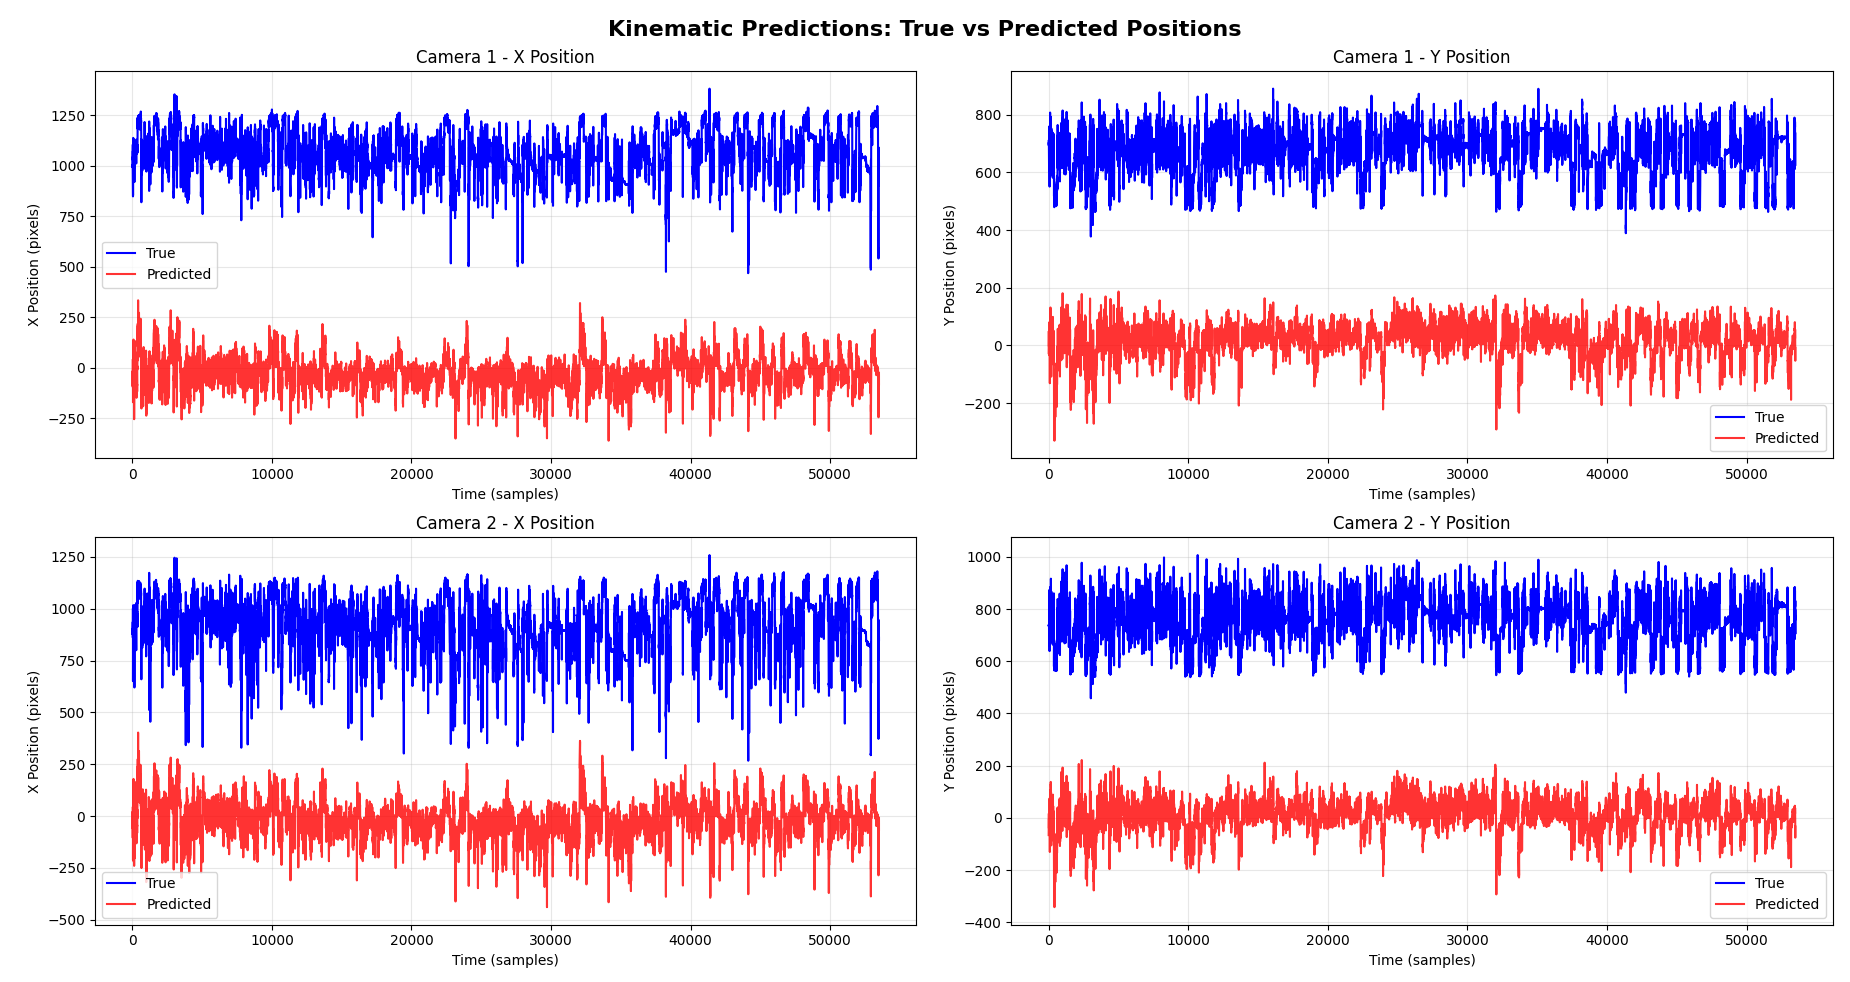 Kinematic Predictions: True vs Predicted Positions
Camera 1 - X Position
X Position (pixels)
1250
1000
750
500
250
0
−250
True
Predicted
0 10000 20000 30000 40000 50000
Time (samples)
Camera 1 - Y Position
Y Position (pixels)
800
600
400
200
0
−200
True
Predicted
0 10000 20000 30000 40000 50000
Time (samples)
Camera 2 - X Position
X Position (pixels)
1250
1000
750
500
250
0
−250
−500
True
Predicted
0 10000 20000 30000 40000 50000
Time (samples)
Camera 2 - Y Position
Y Position (pixels)
1000
800
600
400
200
0
−200
−400
True
Predicted
0 10000 20000 30000 40000 50000
Time (samples)